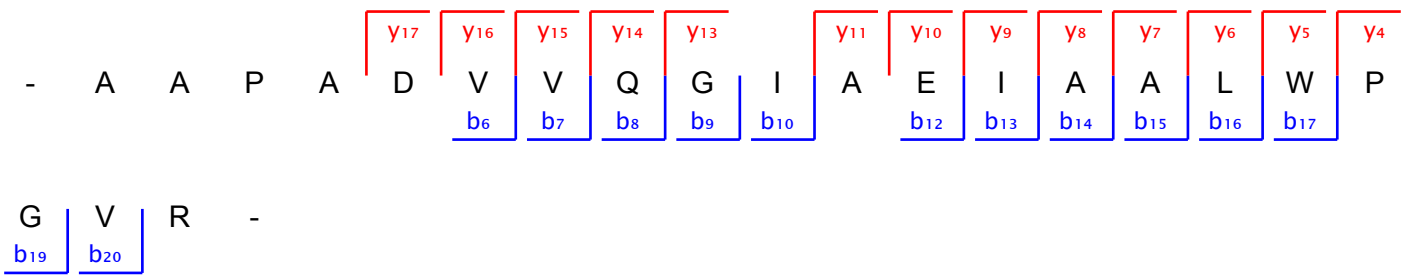 y17 y16 y15 y14 y13 y11 y10 y9 y8 y7 y6 y5 y4
- A A P A D V V Q G I A E I A A L W P
b6 b7 b8 b9 b10 b12 b13 b14 b15 b16 b17
G V R -
b19 b20